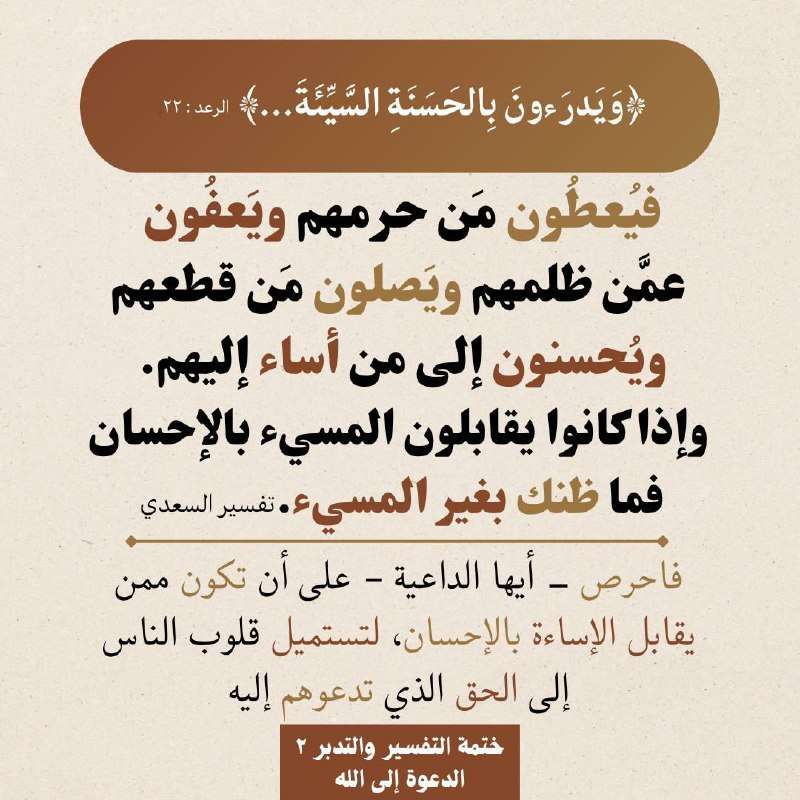 ﴿وَيَدرَءونَ بِالحَسَنَةِ السَّيِّئَةَ...﴾ الرعد: ٢٢
فيُعطُون مَن حرمهم ويَعفُون
عمَّن ظلمهم ويَصلون مَن قطعهم
ويُحسنون إلى من أساء إليهم.
وإذا كانوا يقابلون المسيء بالإحسان
فما ظنك بغير المسيء. تفسير السعدي
فاحرص – أيها الداعية – على أن تكون ممن
يقابل الإساءة بالإحسان، لتستميل قلوب الناس
إلى الحق الذي تدعوهم إليه
ختمة التفسير والتدبر ٢
الدعوة إلى الله